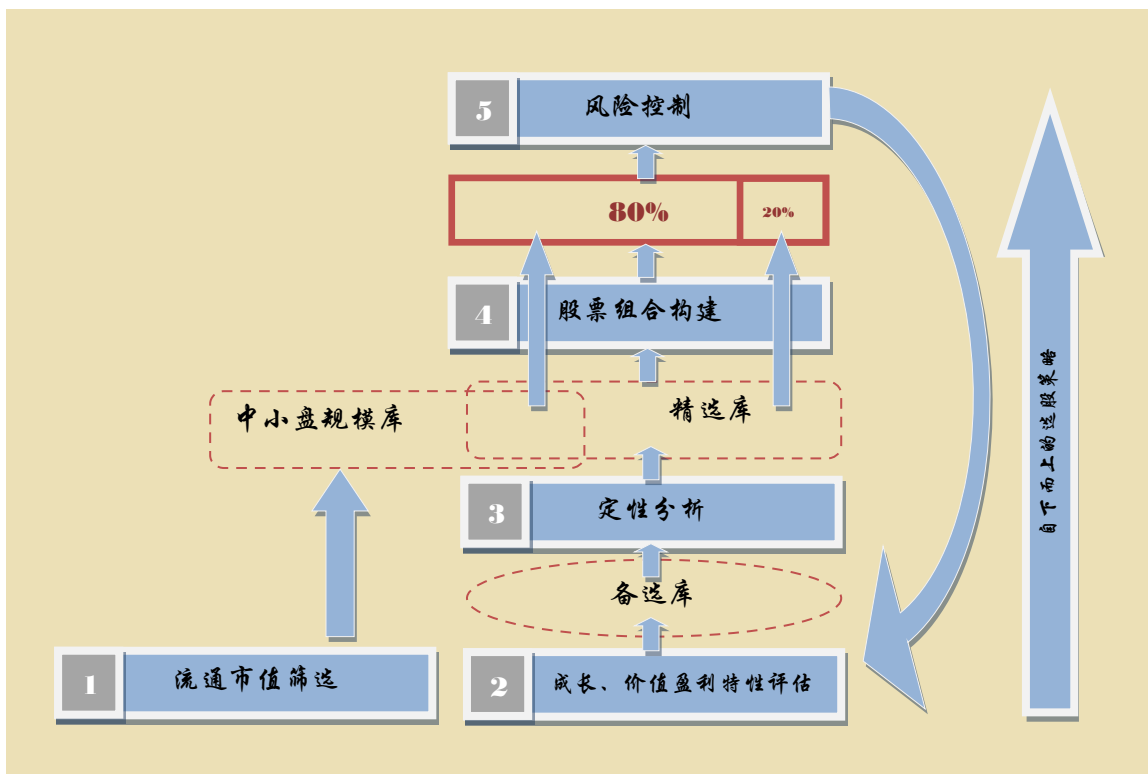 5 风险控制
80% 20%
4 股票组合构建
中小盘规模库
精选库
3 定性分析
备选库
1 流通市值筛选
2 成长、价值盈利特性评估
自下而上的选股策略